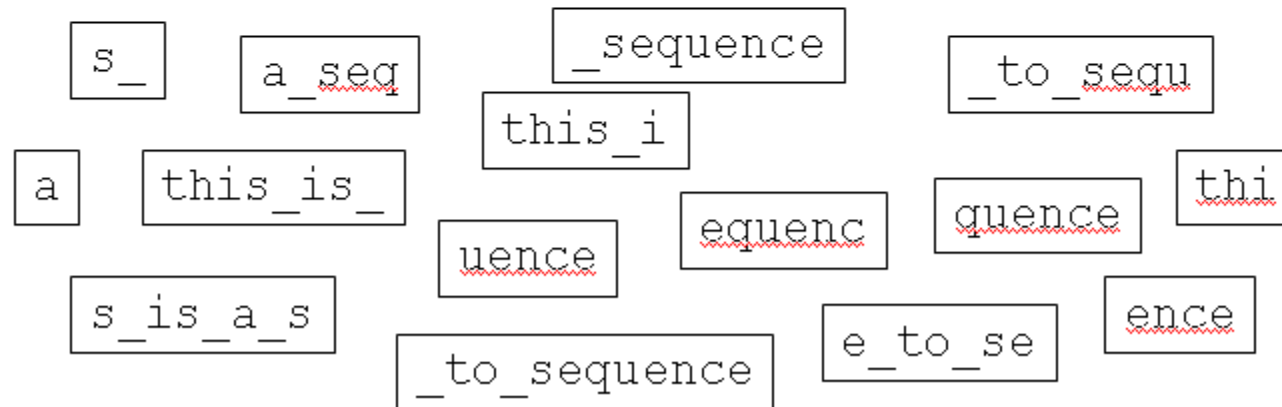 s_
a_seq
_sequence
_to_sequ
this_i
a
this_is_
thi
equenc
quence
uence
s_is_a_s
ence
e_to_se
_to_sequence